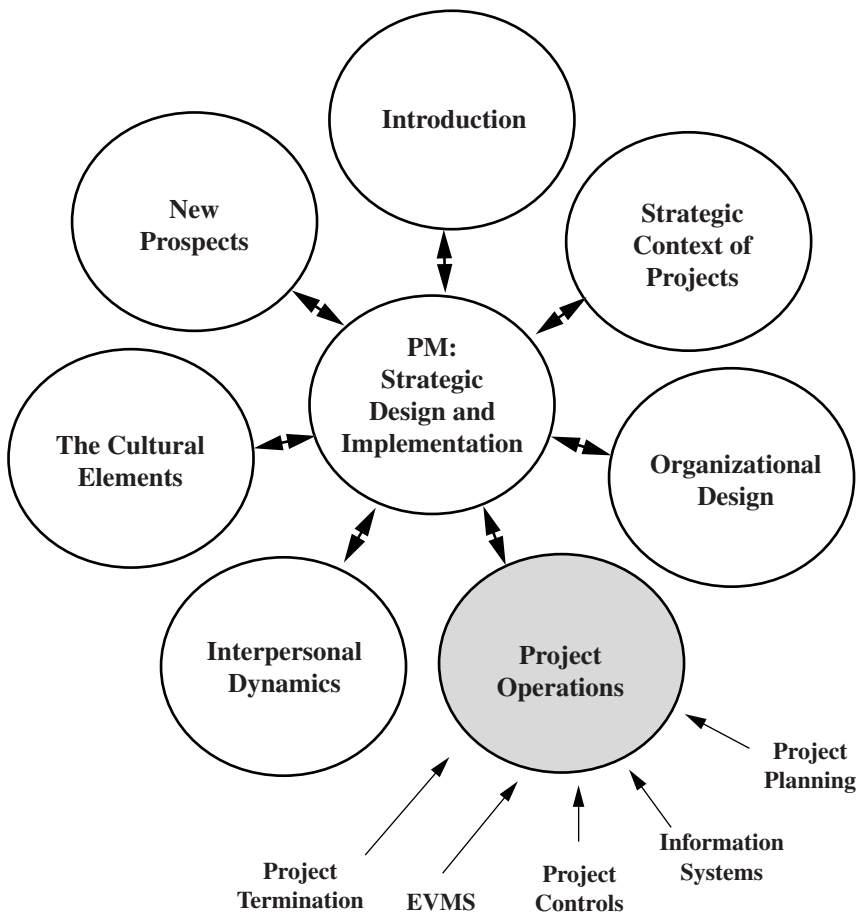 Introduction
New
Prospects
Strategic
Context of
Projects
PM:
Strategic
Design and
Implementation
The Cultural
Elements
Organizational
Design
Interpersonal
Dynamics
Project
Operations
Project
Planning
Information
Systems
Project
Controls
EVMS
Project
Termination